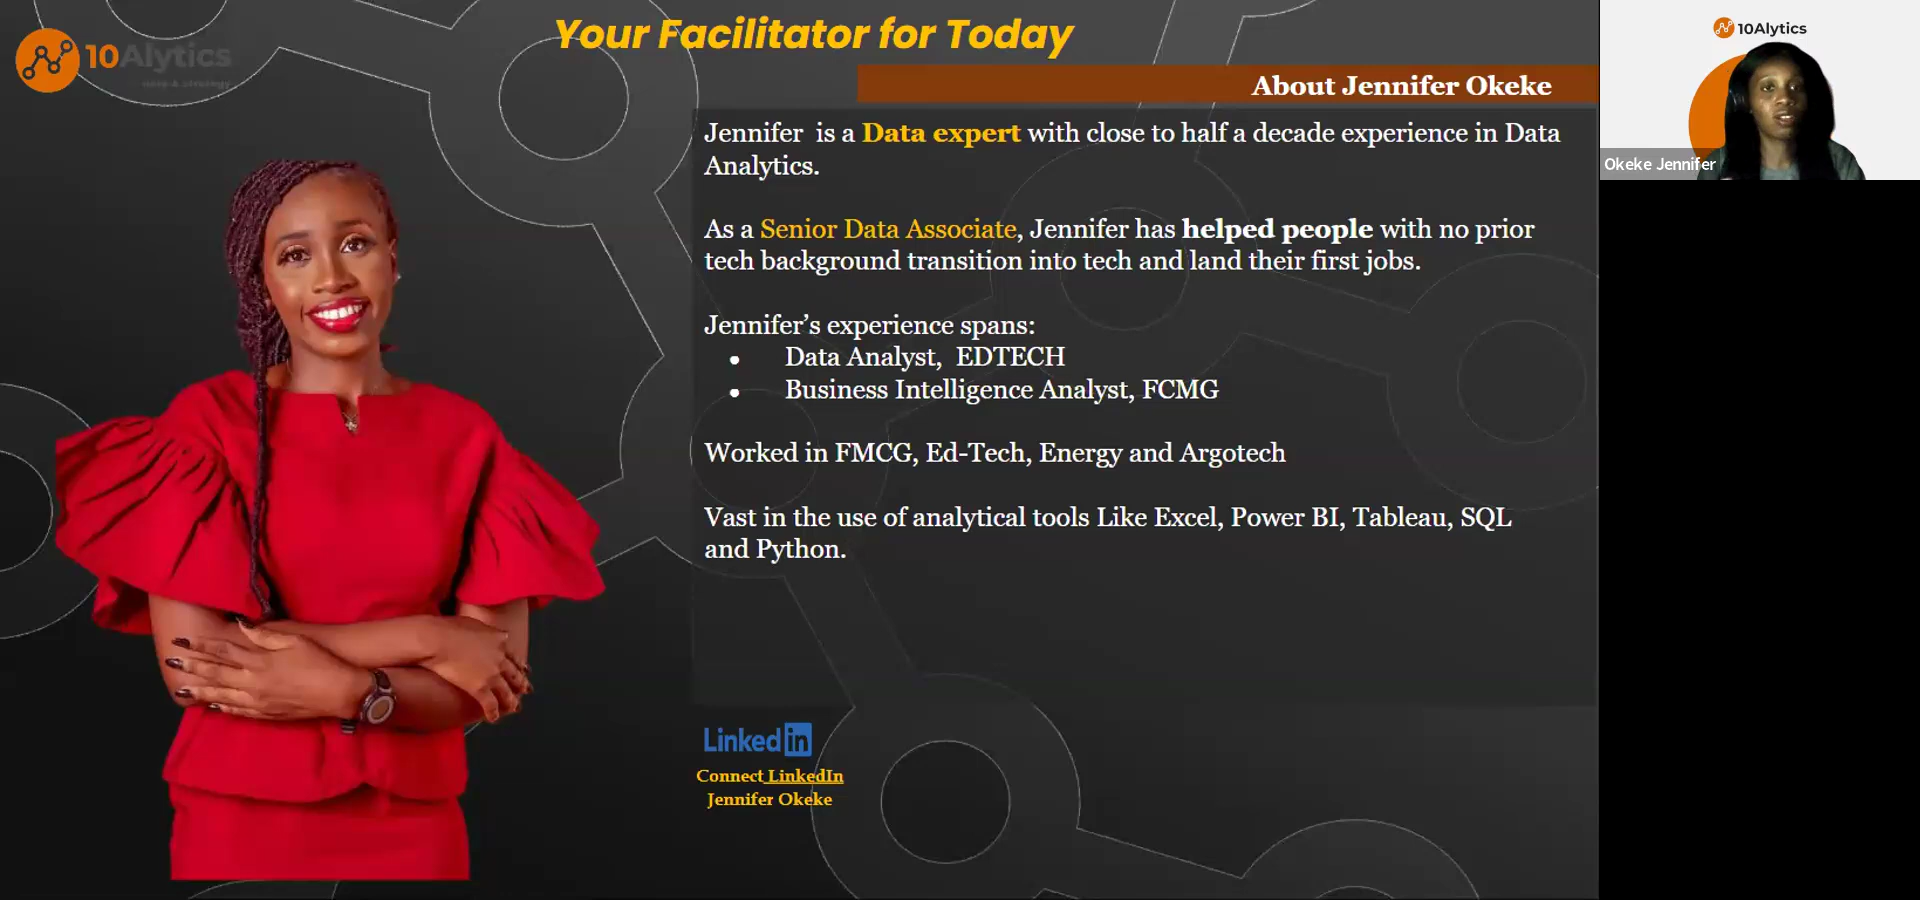 Your Facilitator for Today
10Alytics
About Jennifer Okeke
Jennifer is a Data expert with close to half a decade experience in Data
Analytics.
As a Senior Data Associate, Jennifer has helped people with no prior
tech background transition into tech and land their first jobs.
Jennifer’s experience spans:
• Data Analyst, EDTECH
• Business Intelligence Analyst, FCMG
Worked in FMCG, Ed-Tech, Energy and Argotech
Vast in the use of analytical tools Like Excel, Power BI, Tableau, SQL
and Python.
Linked in
Connect LinkedIn
Jennifer Okeke
10Alytics
Okeke Jennifer